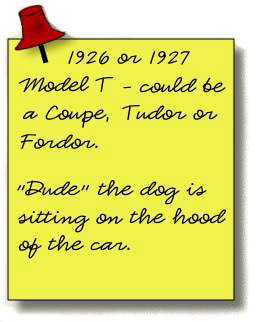 1926 or 1927
Model T - could be
a Coupe, Tudor or
Fordor.
"Dude" the dog is
sitting on the hood
of the car.